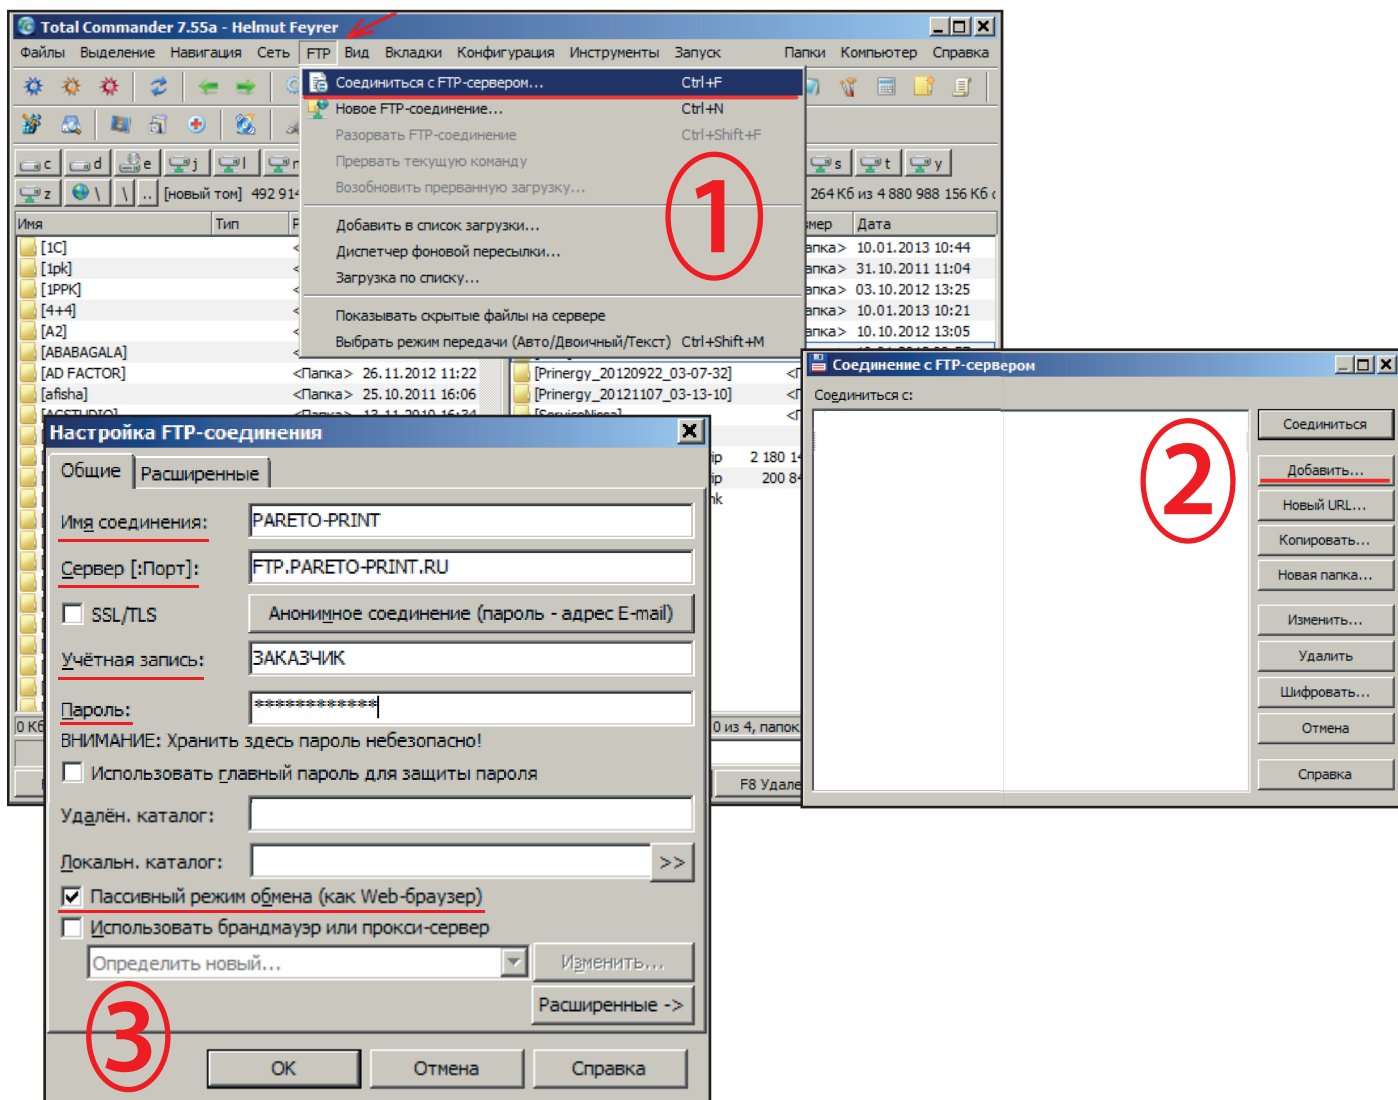 Total Commander 7.55a - Helmut Feyrer
Файлы Выделение Навигация Сеть FTP Вид Вкладки Конфигурация Инструменты Запуск Папки Компьютер Справка
Соединиться с FTP-сервером... Ctrl+F
Новое FTP-соединение... Ctrl+N
Разорвать FTP-соединение Ctrl+Shift+F
Прервать текущую команду
Возобновить прерванную загрузку...
Добавить в список загрузки...
Диспетчер фоновой пересылки...
Загрузка по списку...
Показывать скрытые файлы на сервере
Выбрать режим передачи (Авто/Двоичный/Текст) Ctrl+Shift+M
1
c d e j l s t y
z \ \ .. [новый том] 492 914 264 Кб из 4 880 988 156 Кб
Имя Тип Дата
[1C] 10.01.2013 10:44
[1pk] 31.10.2011 11:04
[1PPK] 03.10.2012 13:25
[4+4] 10.01.2013 10:21
[A2] 10.10.2012 13:05
[ABABAGALA]
[AD FACTOR] <Папка> 26.11.2012 11:22 [Prinergy_20120922_03-07-32]
[afisha] <Папка> 25.10.2011 16:06 [Prinergy_20121107_03-13-10]
ip 2 180 14
ip 200 84
nk
0 Кб 0 из 4, папок
F8 Удале
Соединение с FTP-сервером
Соединиться с:
2
Соединиться
Добавить...
Новый URL...
Копировать...
Новая папка...
Изменить...
Удалить
Шифровать...
Отмена
Справка
Настройка FTP-соединения
Общие Расширенные
Имя соединения: PARETO-PRINT
Сервер [:Порт]: FTP.PARETO-PRINT.RU
SSL/TLS Анонимное соединение (пароль - адрес E-mail)
Учётная запись: ЗАКАЗЧИК
Пароль: ************
ВНИМАНИЕ: Хранить здесь пароль небезопасно!
Использовать главный пароль для защиты пароля
Удалён. каталог:
Локальн. каталог: >>
Пассивный режим обмена (как Web-браузер)
Использовать брандмауэр или прокси-сервер
Определить новый... Изменить...
Расширенные ->
3
OK Отмена Справка